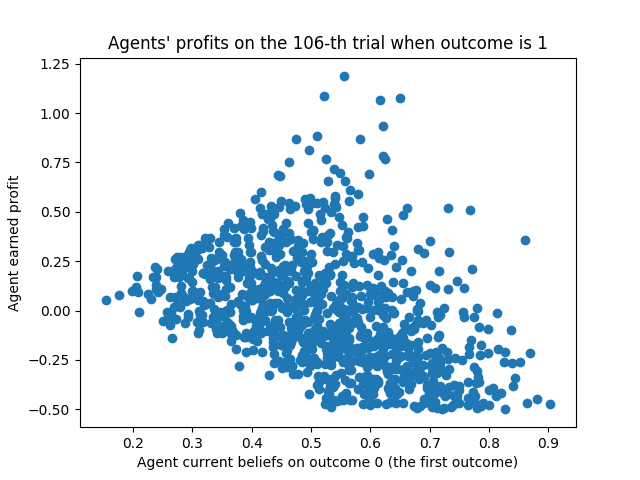 Agents' profits on the 106-th trial when outcome is 1
1.25
1.00
0.75
0.50
0.25
0.00
−0.25
−0.50
Agent earned profit
0.2 0.3 0.4 0.5 0.6 0.7 0.8 0.9
Agent current beliefs on outcome 0 (the first outcome)